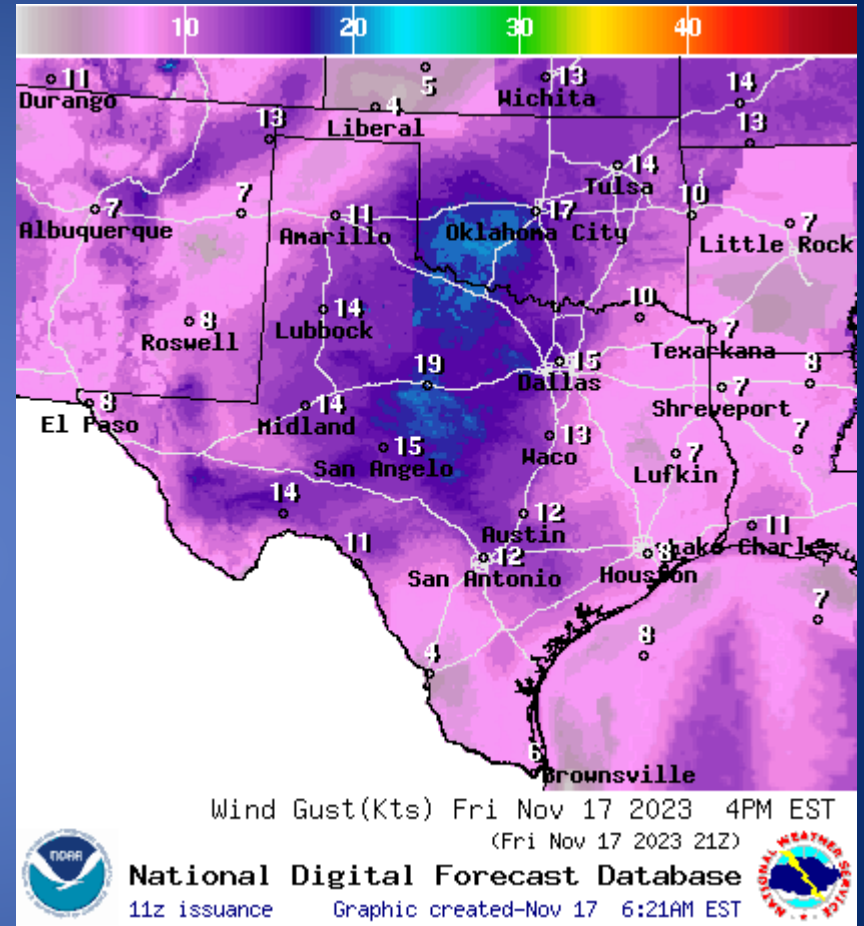 10 20 30 40
11 5 13
Durango Wichita 14
4
Liberal
13 13
14
Tulsa
7 7 11 17 10 7
Albuquerque Amarillo Oklahoma City Little Rock
14 10
8 Lubbock 7
Roswell Texarkana
19 15 8
Dallas 7
8 14 Shreveport
El Paso Midland
15 13 7 7
San Angelo Waco Lufkin
14 12 11
Austin
11 12 8 Lake Charles
San Antonio Houston
7
4 8
6
Brownsville
Wind Gust(Kts) Fri Nov 17 2023 4PM EST
(Fri Nov 17 2023 21Z)
NOAA
NATIONAL WEATHER SERVICE
National Digital Forecast Database
11z issuance Graphic created-Nov 17 6:21AM EST